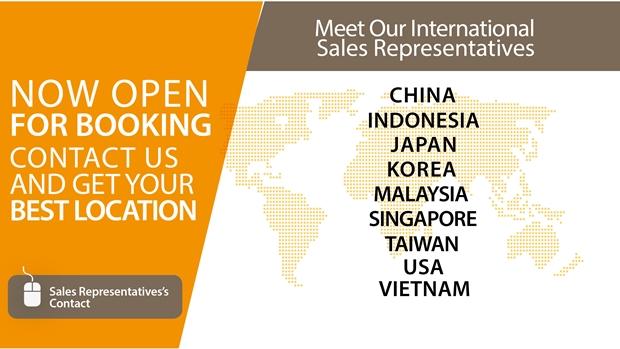 NOW OPEN
FOR BOOKING
CONTACT US
AND GET YOUR
BEST LOCATION
Sales Representatives's
Contact
Meet Our International
Sales Representatives
CHINA
INDONESIA
JAPAN
KOREA
MALAYSIA
SINGAPORE
TAIWAN
USA
VIETNAM